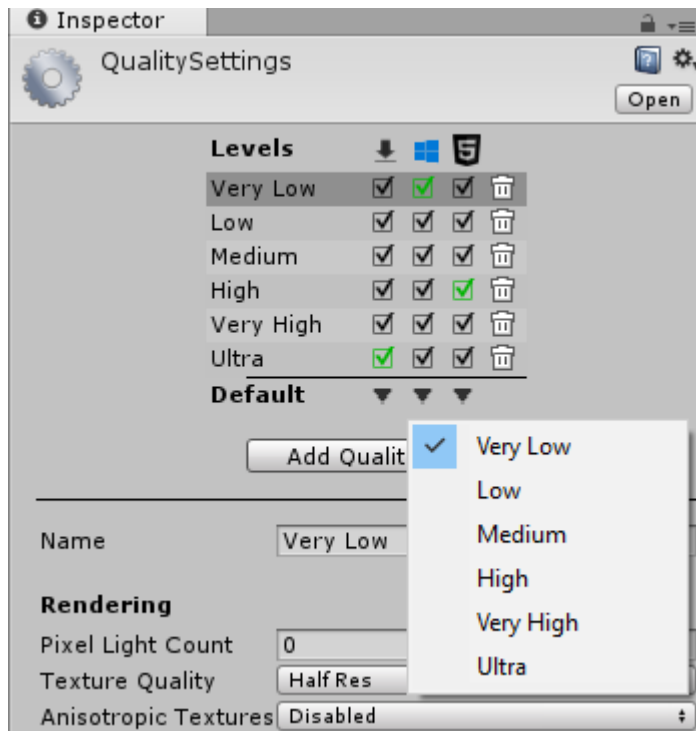 Inspector
QualitySettings
Open
Levels
Very Low
Low
Medium
High
Very High
Ultra
Default
Add Qualit
Very Low
Low
Medium
High
Very High
Ultra
Name Very Low
Rendering
Pixel Light Count 0
Texture Quality Half Res
Anisotropic Textures Disabled